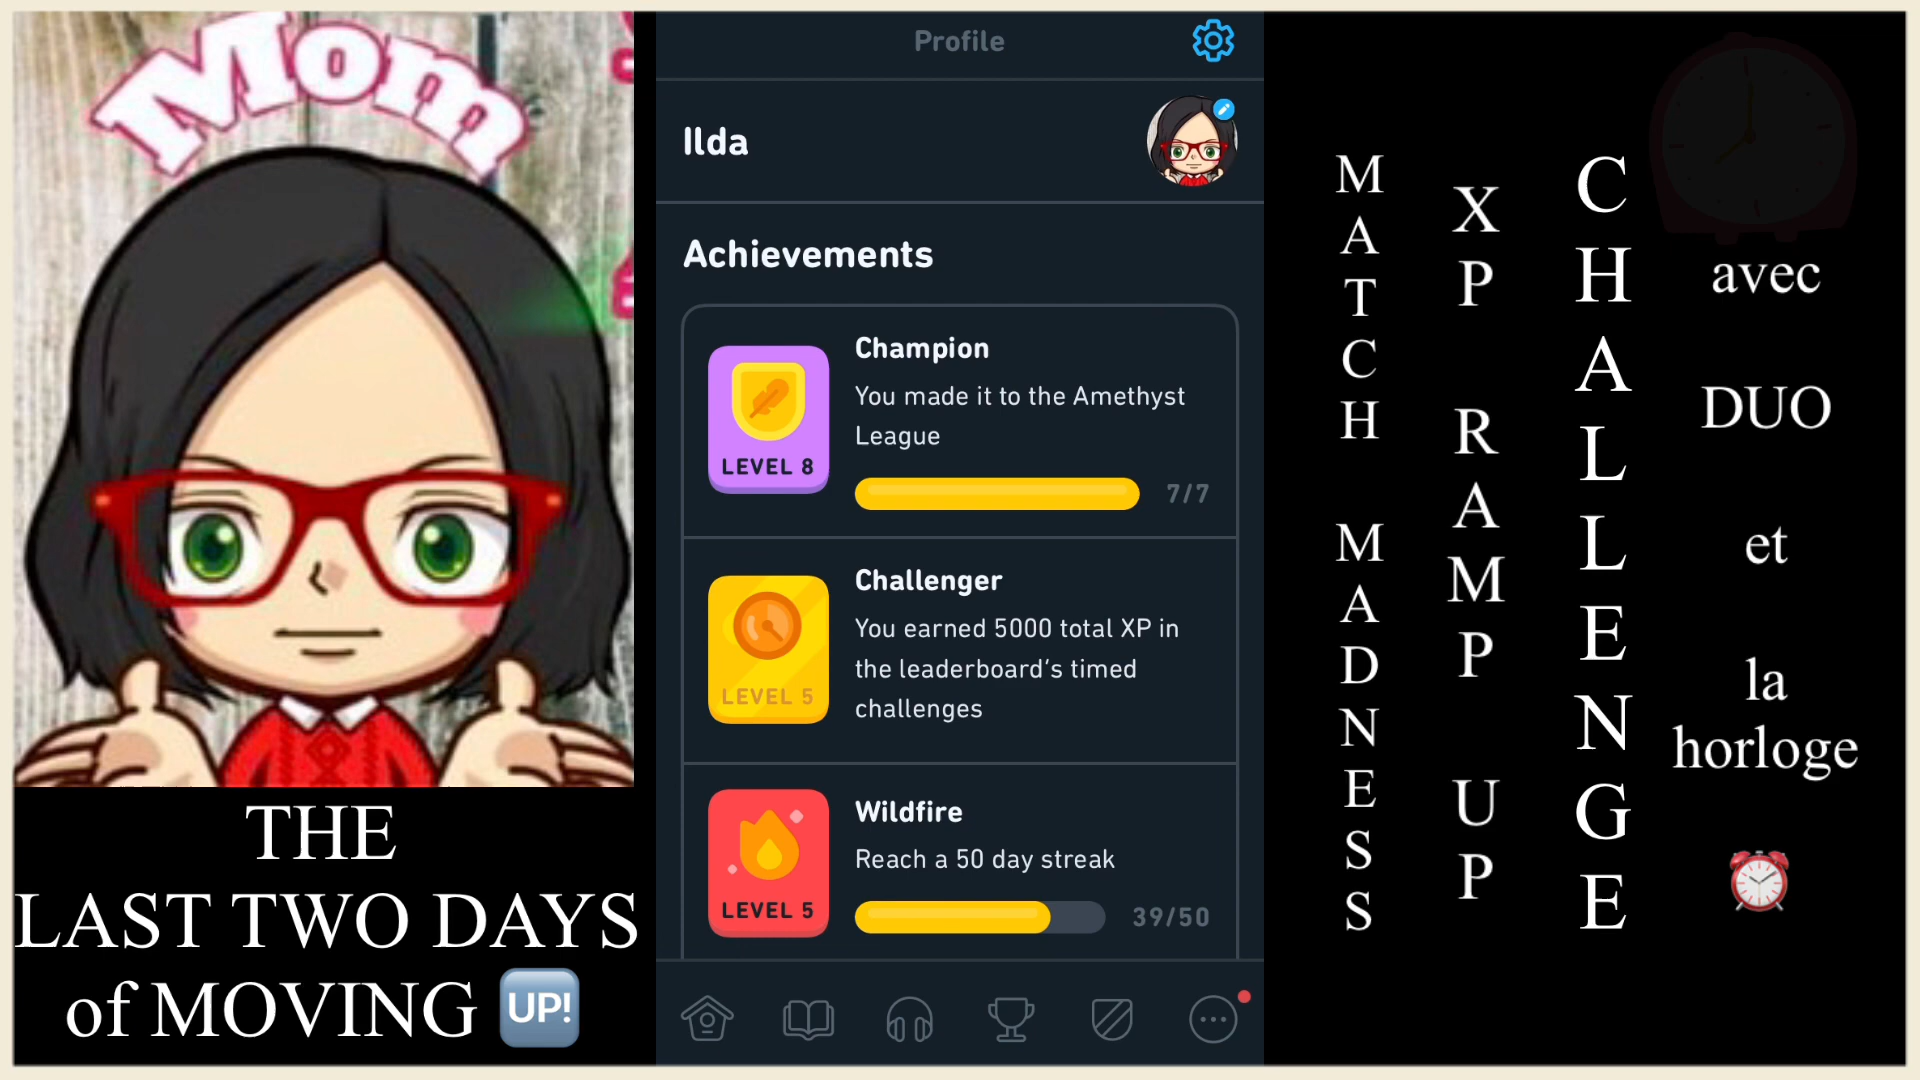 Mom
THE
LAST TWO DAYS
of MOVING UP!
Profile
Ilda
Achievements
Champion
You made it to the Amethyst
League
LEVEL 8
7/7
Challenger
You earned 5000 total XP in
the leaderboard's timed
challenges
LEVEL 5
Wildfire
Reach a 50 day streak
LEVEL 5
39/50
MATCH MADNESS
XP RAMP UP
CHALLENGE
avec
DUO
et
la
horloge